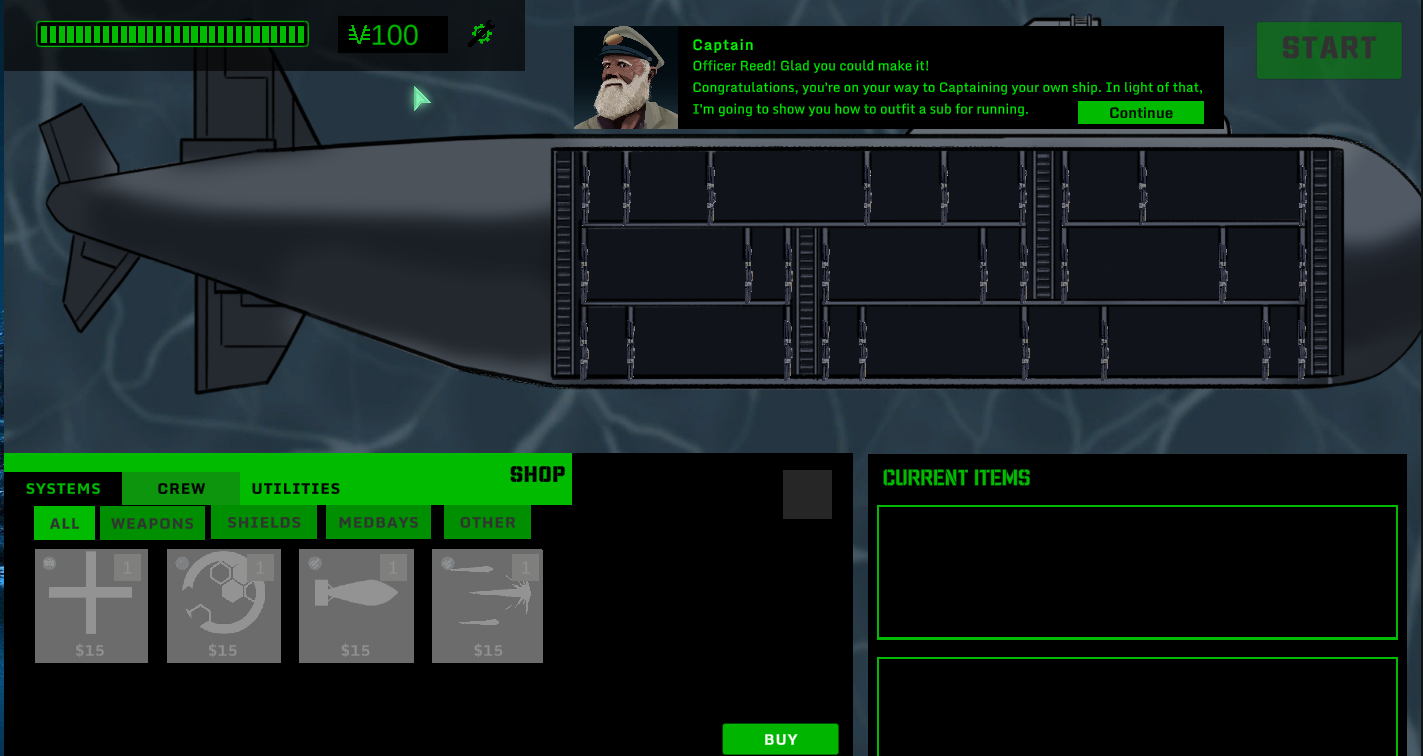 ¥100
Captain
Officer Reed! Glad you could make it!
Congratulations, you're on your way to Captaining your own ship. In light of that,
I'm going to show you how to outfit a sub for running.
Continue
START
SHOP
SYSTEMS CREW UTILITIES
ALL WEAPONS SHIELDS MEDBAYS OTHER
1 1 1 1
$15 $15 $15 $15
BUY
CURRENT ITEMS